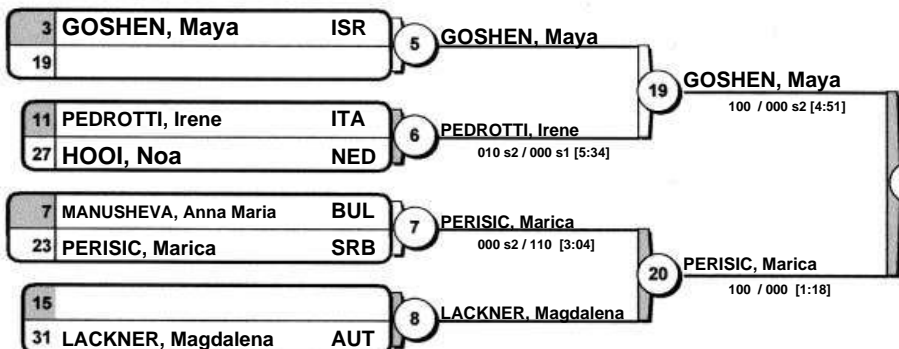 3 GOSHEN, Maya ISR
19
5
GOSHEN, Maya
11 PEDROTTI, Irene ITA
27 HOOI, Noa NED
6
PEDROTTI, Irene
010 s2 / 000 s1 [5:34]
19
GOSHEN, Maya
100 / 000 s2 [4:51]
7 MANUSHEVA, Anna Maria BUL
23 PERISIC, Marica SRB
7
PERISIC, Marica
000 s2 / 110 [3:04]
15
31 LACKNER, Magdalena AUT
8
LACKNER, Magdalena
20
PERISIC, Marica
100 / 000 [1:18]